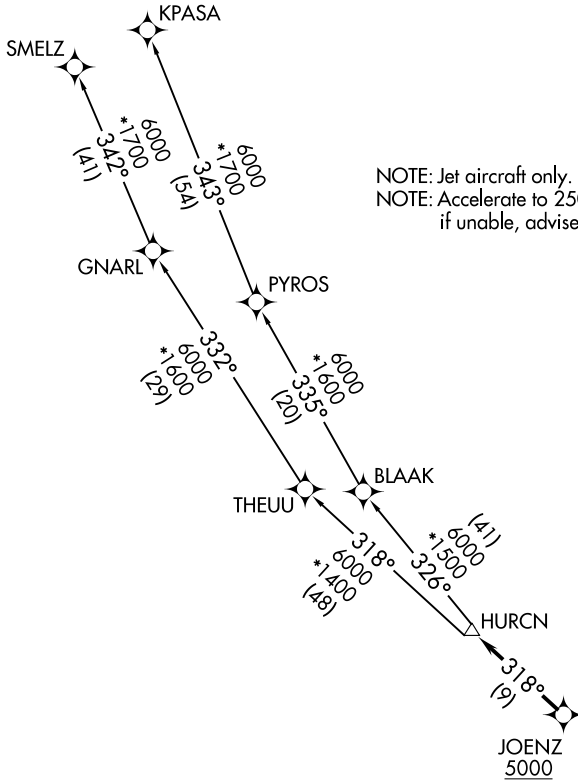 KPASA
SMELZ
6000
*1700
342°
(41)
6000
*1700
343°
(54)
NOTE: Jet aircraft only.
NOTE: Accelerate to 250
if unable, advise
GNARL
PYROS
332°
6000
*1600
(29)
6000
*1600
335°
(20)
BLAAK
THEUU
318°
6000
*1400
(48)
(41)
6000
*1500
326°
HURCN
318°
(9)
JOENZ
5000